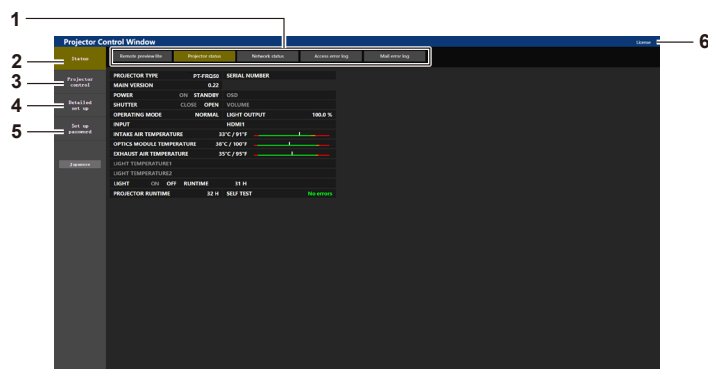 1
Projector Control Window
License
6
2
Status
Remote preview lite Projector status Network status Access error log Mail error log
3
Projector control
4
Detailed set up
5
Set up password
Japanese
PROJECTOR TYPE PT-FRQ50 SERIAL NUMBER
MAIN VERSION 0.22
POWER ON STANDBY OSD
SHUTTER CLOSE OPEN VOLUME
OPERATING MODE NORMAL LIGHT OUTPUT 100.0 %
INPUT HDMI1
INTAKE AIR TEMPERATURE 33°C / 91°F
OPTICS MODULE TEMPERATURE 38°C / 100°F
EXHAUST AIR TEMPERATURE 35°C / 95°F
LIGHT TEMPERATURE1
LIGHT TEMPERATURE2
LIGHT ON OFF RUNTIME 31 H
PROJECTOR RUNTIME 32 H SELF TEST No errors